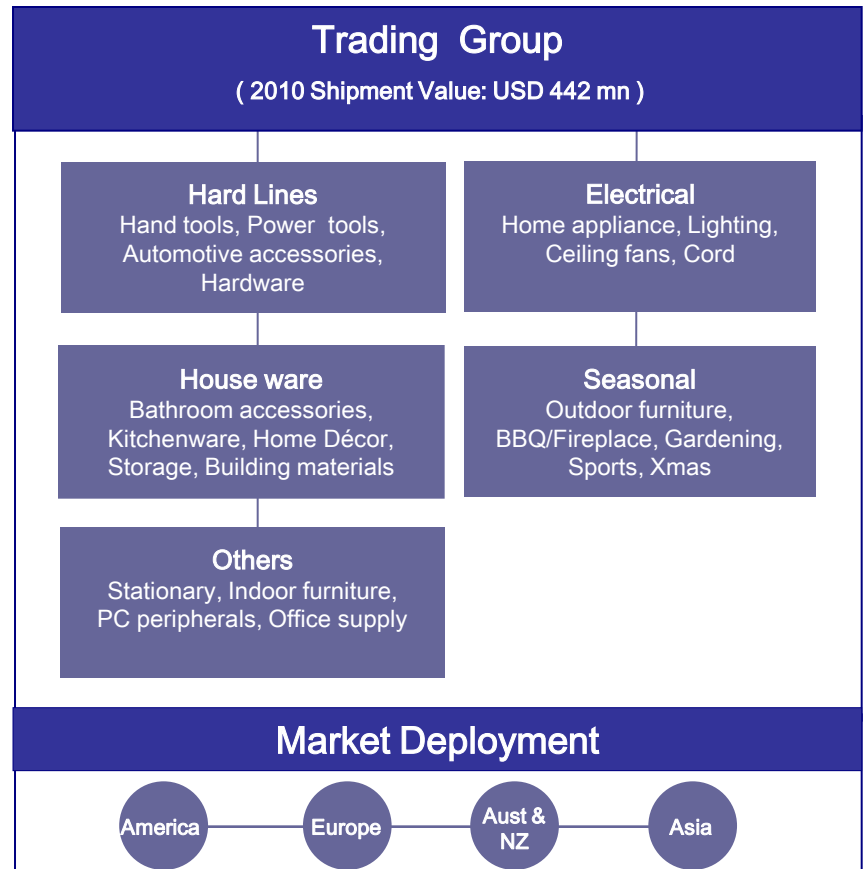 Trading Group
( 2010 Shipment Value: USD 442 mn )
Hard Lines
Hand tools, Power tools,
Automotive accessories,
Hardware
Electrical
Home appliance, Lighting,
Ceiling fans, Cord
House ware
Bathroom accessories,
Kitchenware, Home Décor,
Storage, Building materials
Seasonal
Outdoor furniture,
BBQ/Fireplace, Gardening,
Sports, Xmas
Others
Stationary, Indoor furniture,
PC peripherals, Office supply
Market Deployment
America
Europe
Aust &
NZ
Asia